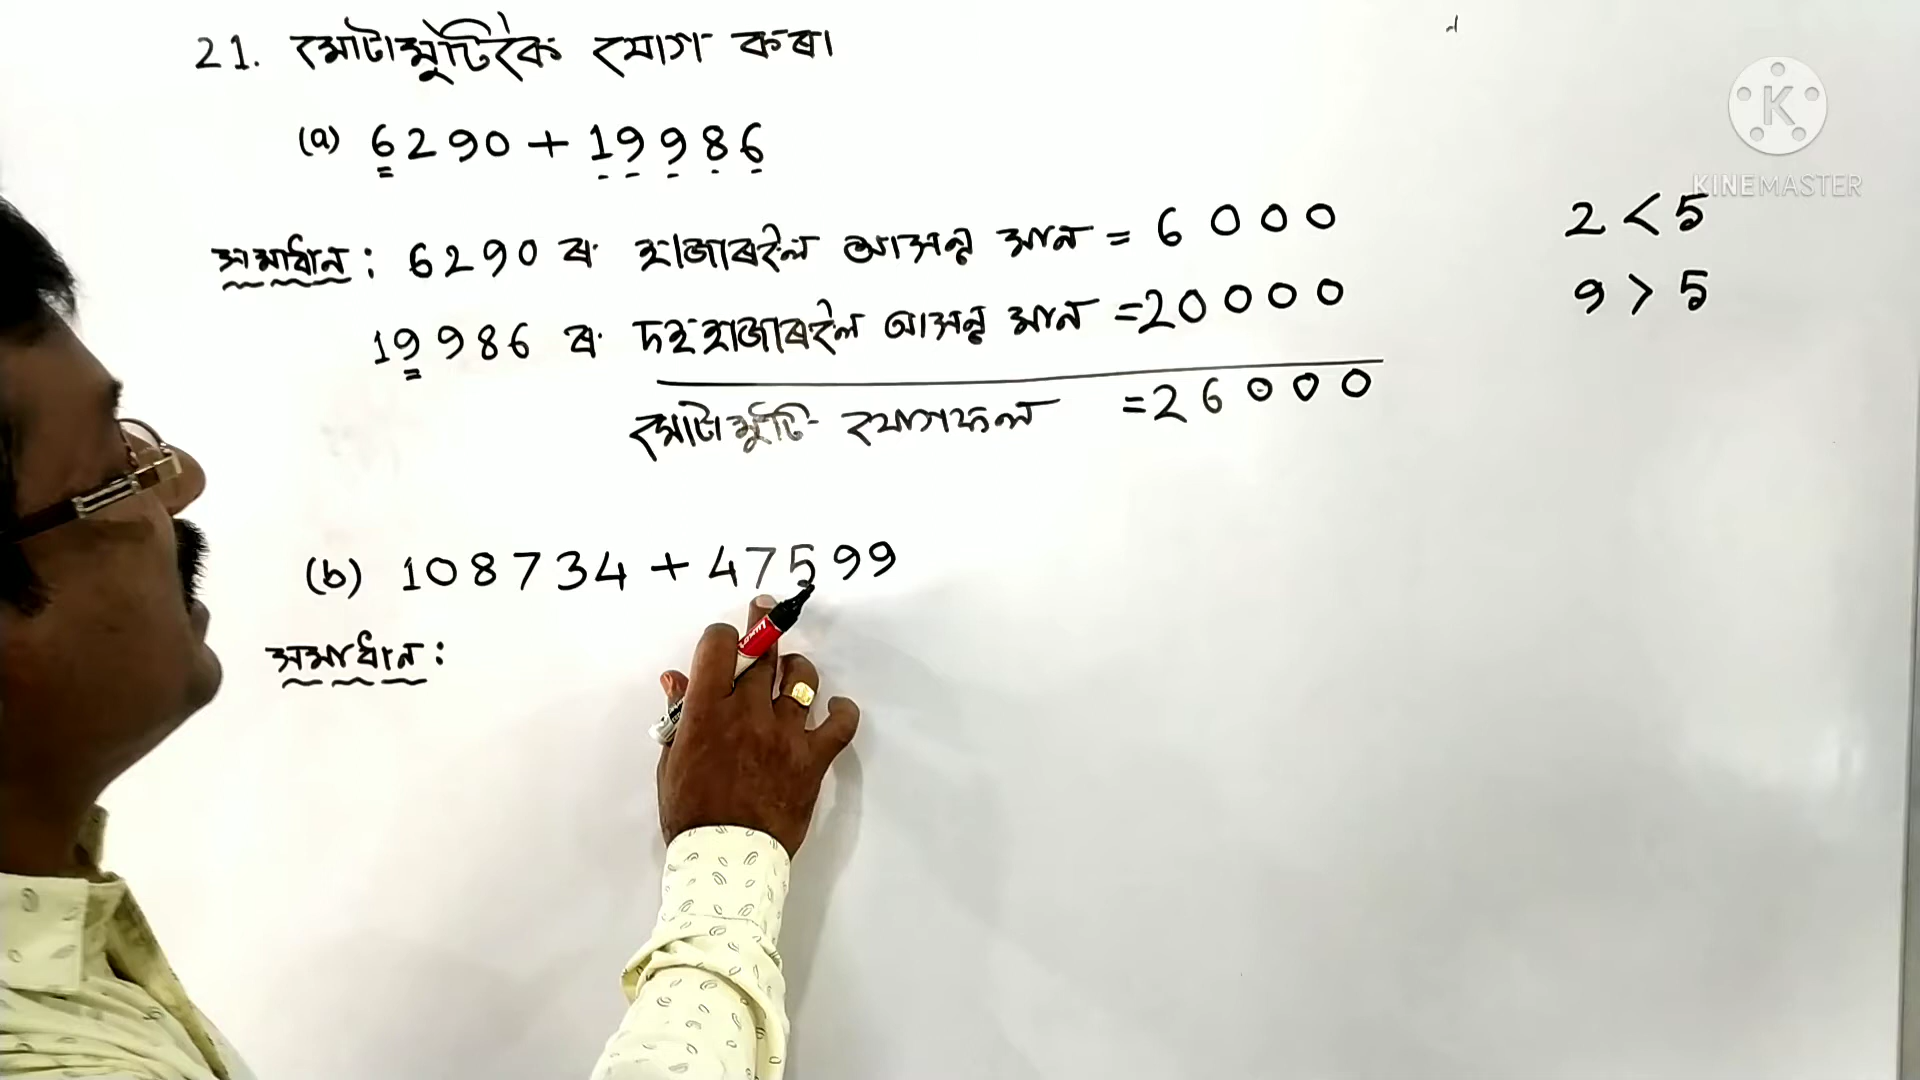 21. মোটামুটিকৈ যোগ কৰা
(a) 6290 + 19986
সমাধান : 6290 ৰ হাজাৰলৈ আসন্ন মান = 6000
19986 ৰ দহহাজাৰলৈ আসন্ন মান = 20000
মোটামুটি যোগফল = 26000
2 < 5
9 > 5
(b) 108734 + 47599
সমাধান :
K
KINEMASTER